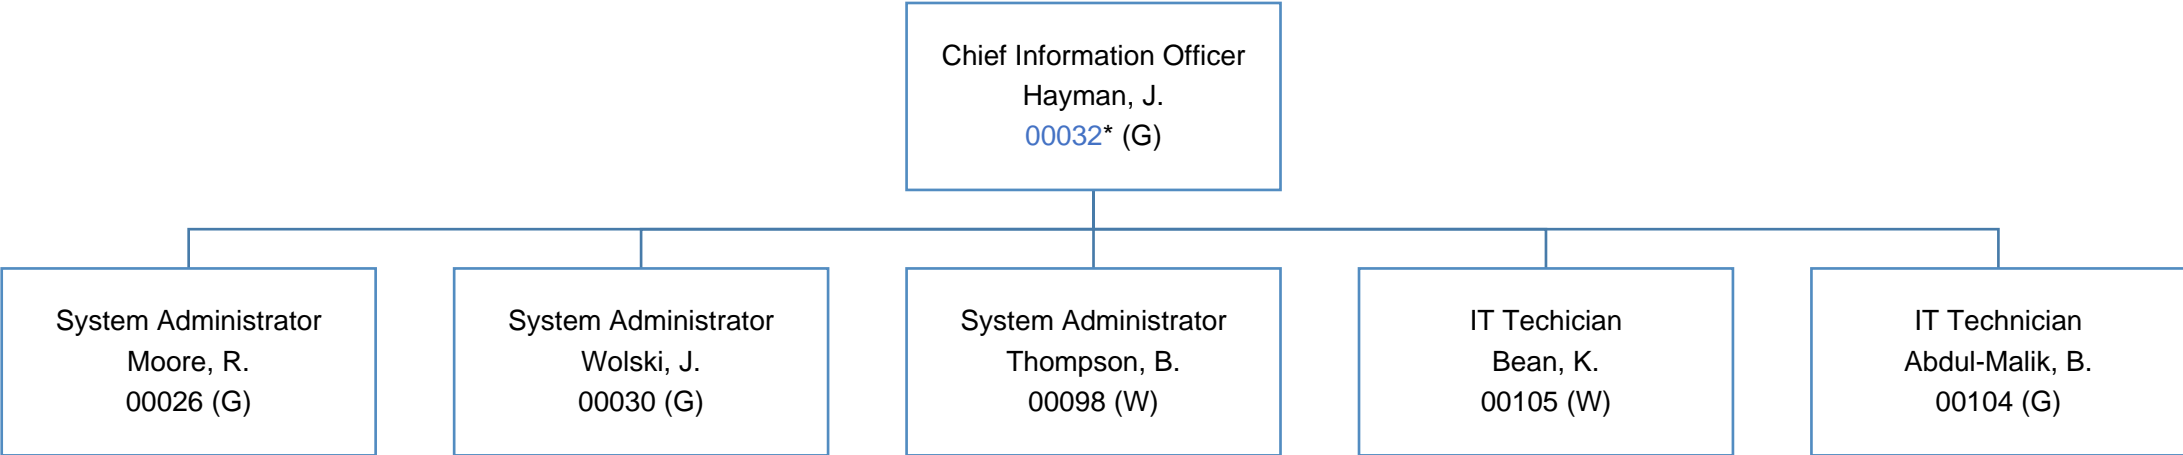 Chief Information Officer
Hayman, J.
00032* (G)
System Administrator
Moore, R.
00026 (G)
System Administrator
Wolski, J.
00030 (G)
System Administrator
Thompson, B.
00098 (W)
IT Techician
Bean, K.
00105 (W)
IT Technician
Abdul-Malik, B.
00104 (G)